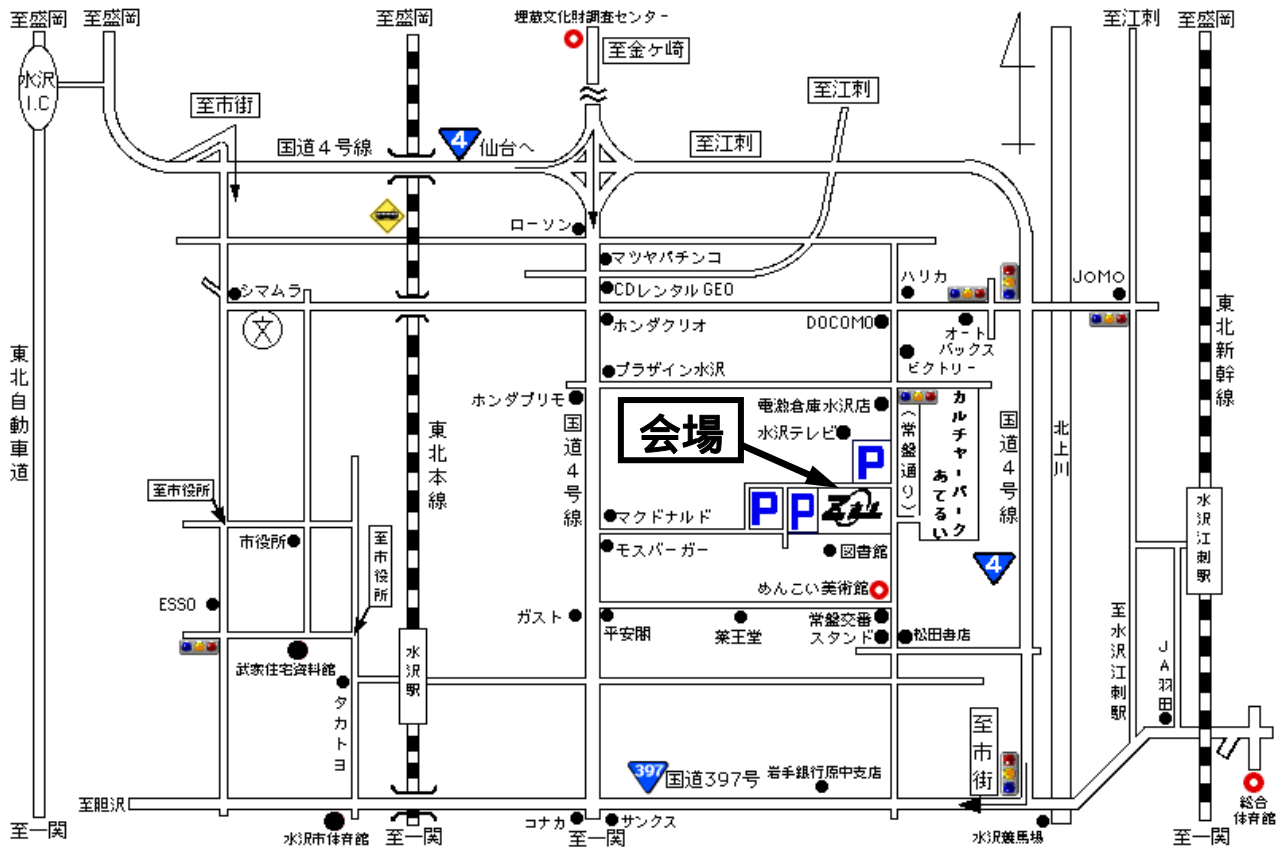 至盛岡
至盛岡
至盛岡
埋蔵文化財調査センター
至江刺
至盛岡
至金ヶ崎
水沢
I.C
至市街
至江刺
国道4号線
4
仙台へ
至江刺
ローソン
マツヤパチンコ
シマムラ
CDレンタル GEO
ハリカ
JOMO
文
ホンダクリオ
DOCOMO
オート
バックス
ビクトリー
プラザイン水沢
ホンダプリモ
電激倉庫水沢店
会場
水沢テレビ
東北自動車道
東北本線
国道4号線
(常盤通り)
カルチャーパーク
あてるい
国道4号線
北上川
東北新幹線
P
P
P
Zホール
至市役所
マクドナルド
市役所
至市役所
モスバーガー
図書館
4
水沢江刺駅
めんこい美術館
ESSO
ガスト
平安閣
薬王堂
常盤交番
スタンド
松田書店
武家住宅資料館
水沢駅
タカトヨ
至水沢江刺駅
JA羽田
至市街
397
国道397号
岩手銀行原中支店
至胆沢
総合
体育館
至一関
水沢市体育館
至一関
コナカ
サンクス
至一関
水沢競馬場
至一関